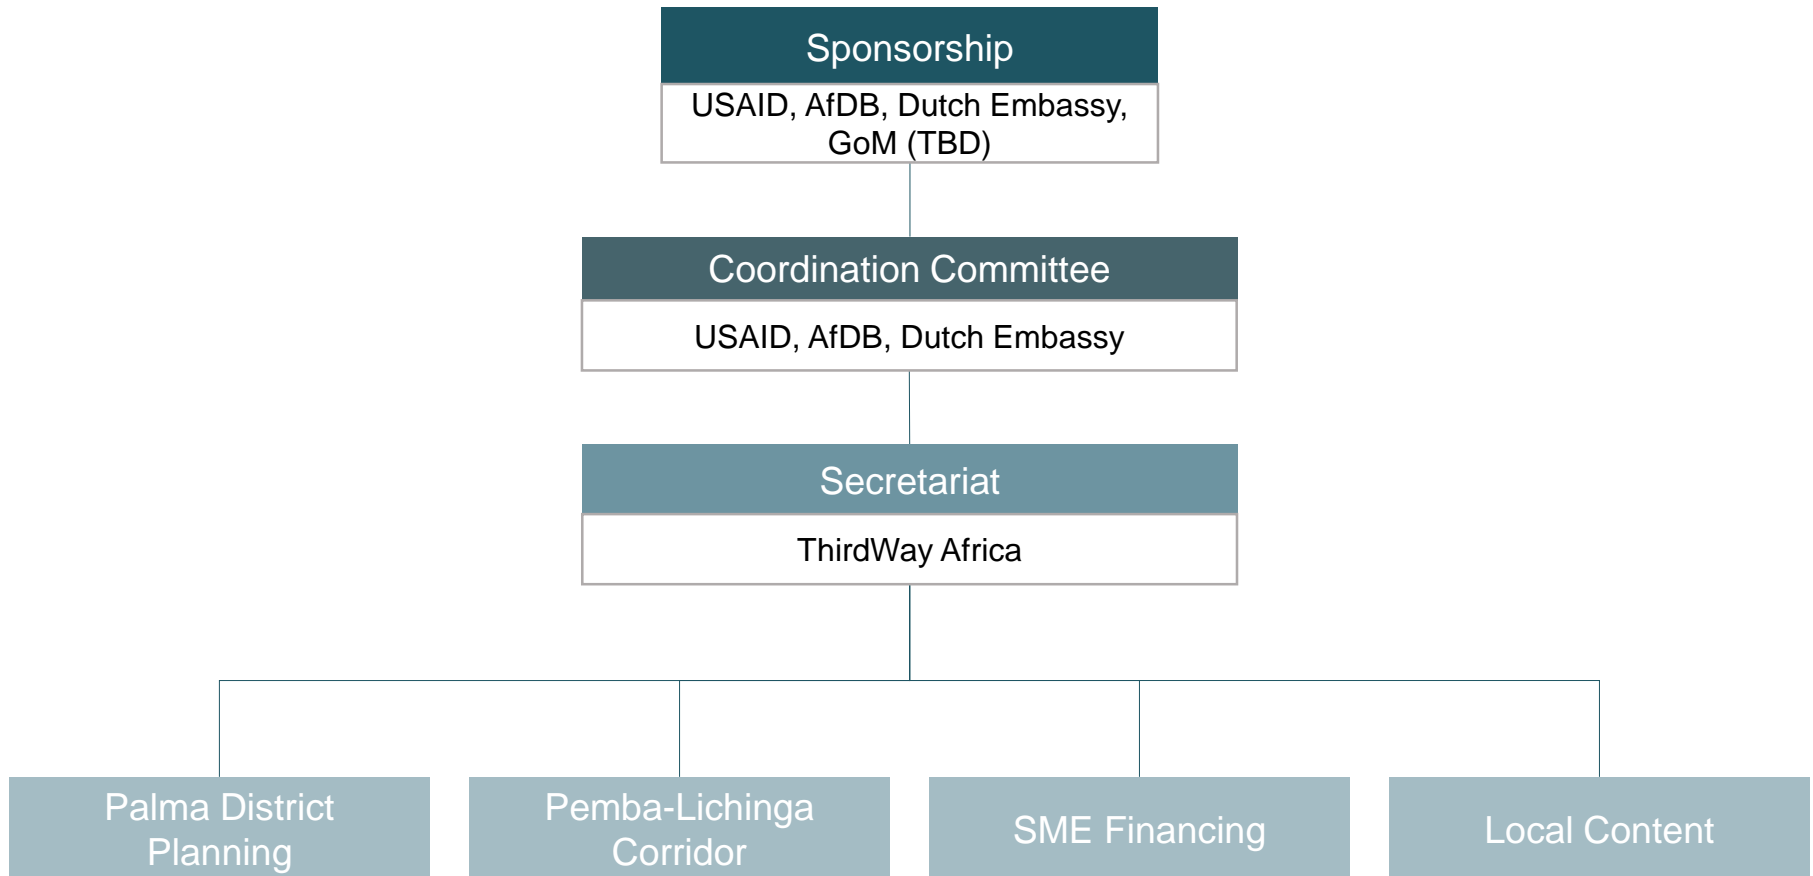 Sponsorship
USAID, AfDB, Dutch Embassy,
GoM (TBD)
Coordination Committee
USAID, AfDB, Dutch Embassy
Secretariat
ThirdWay Africa
Palma District
Planning
Pemba-Lichinga
Corridor
SME Financing
Local Content